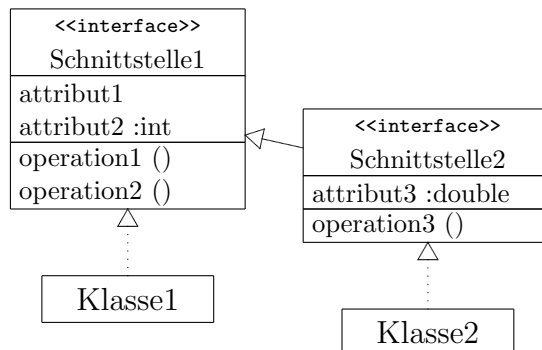 <<interface>>
Schnittstelle1
attribut1
attribut2 :int
operation1 ()
operation2 ()
Klasse1
<<interface>>
Schnittstelle2
attribut3 :double
operation3 ()
Klasse2